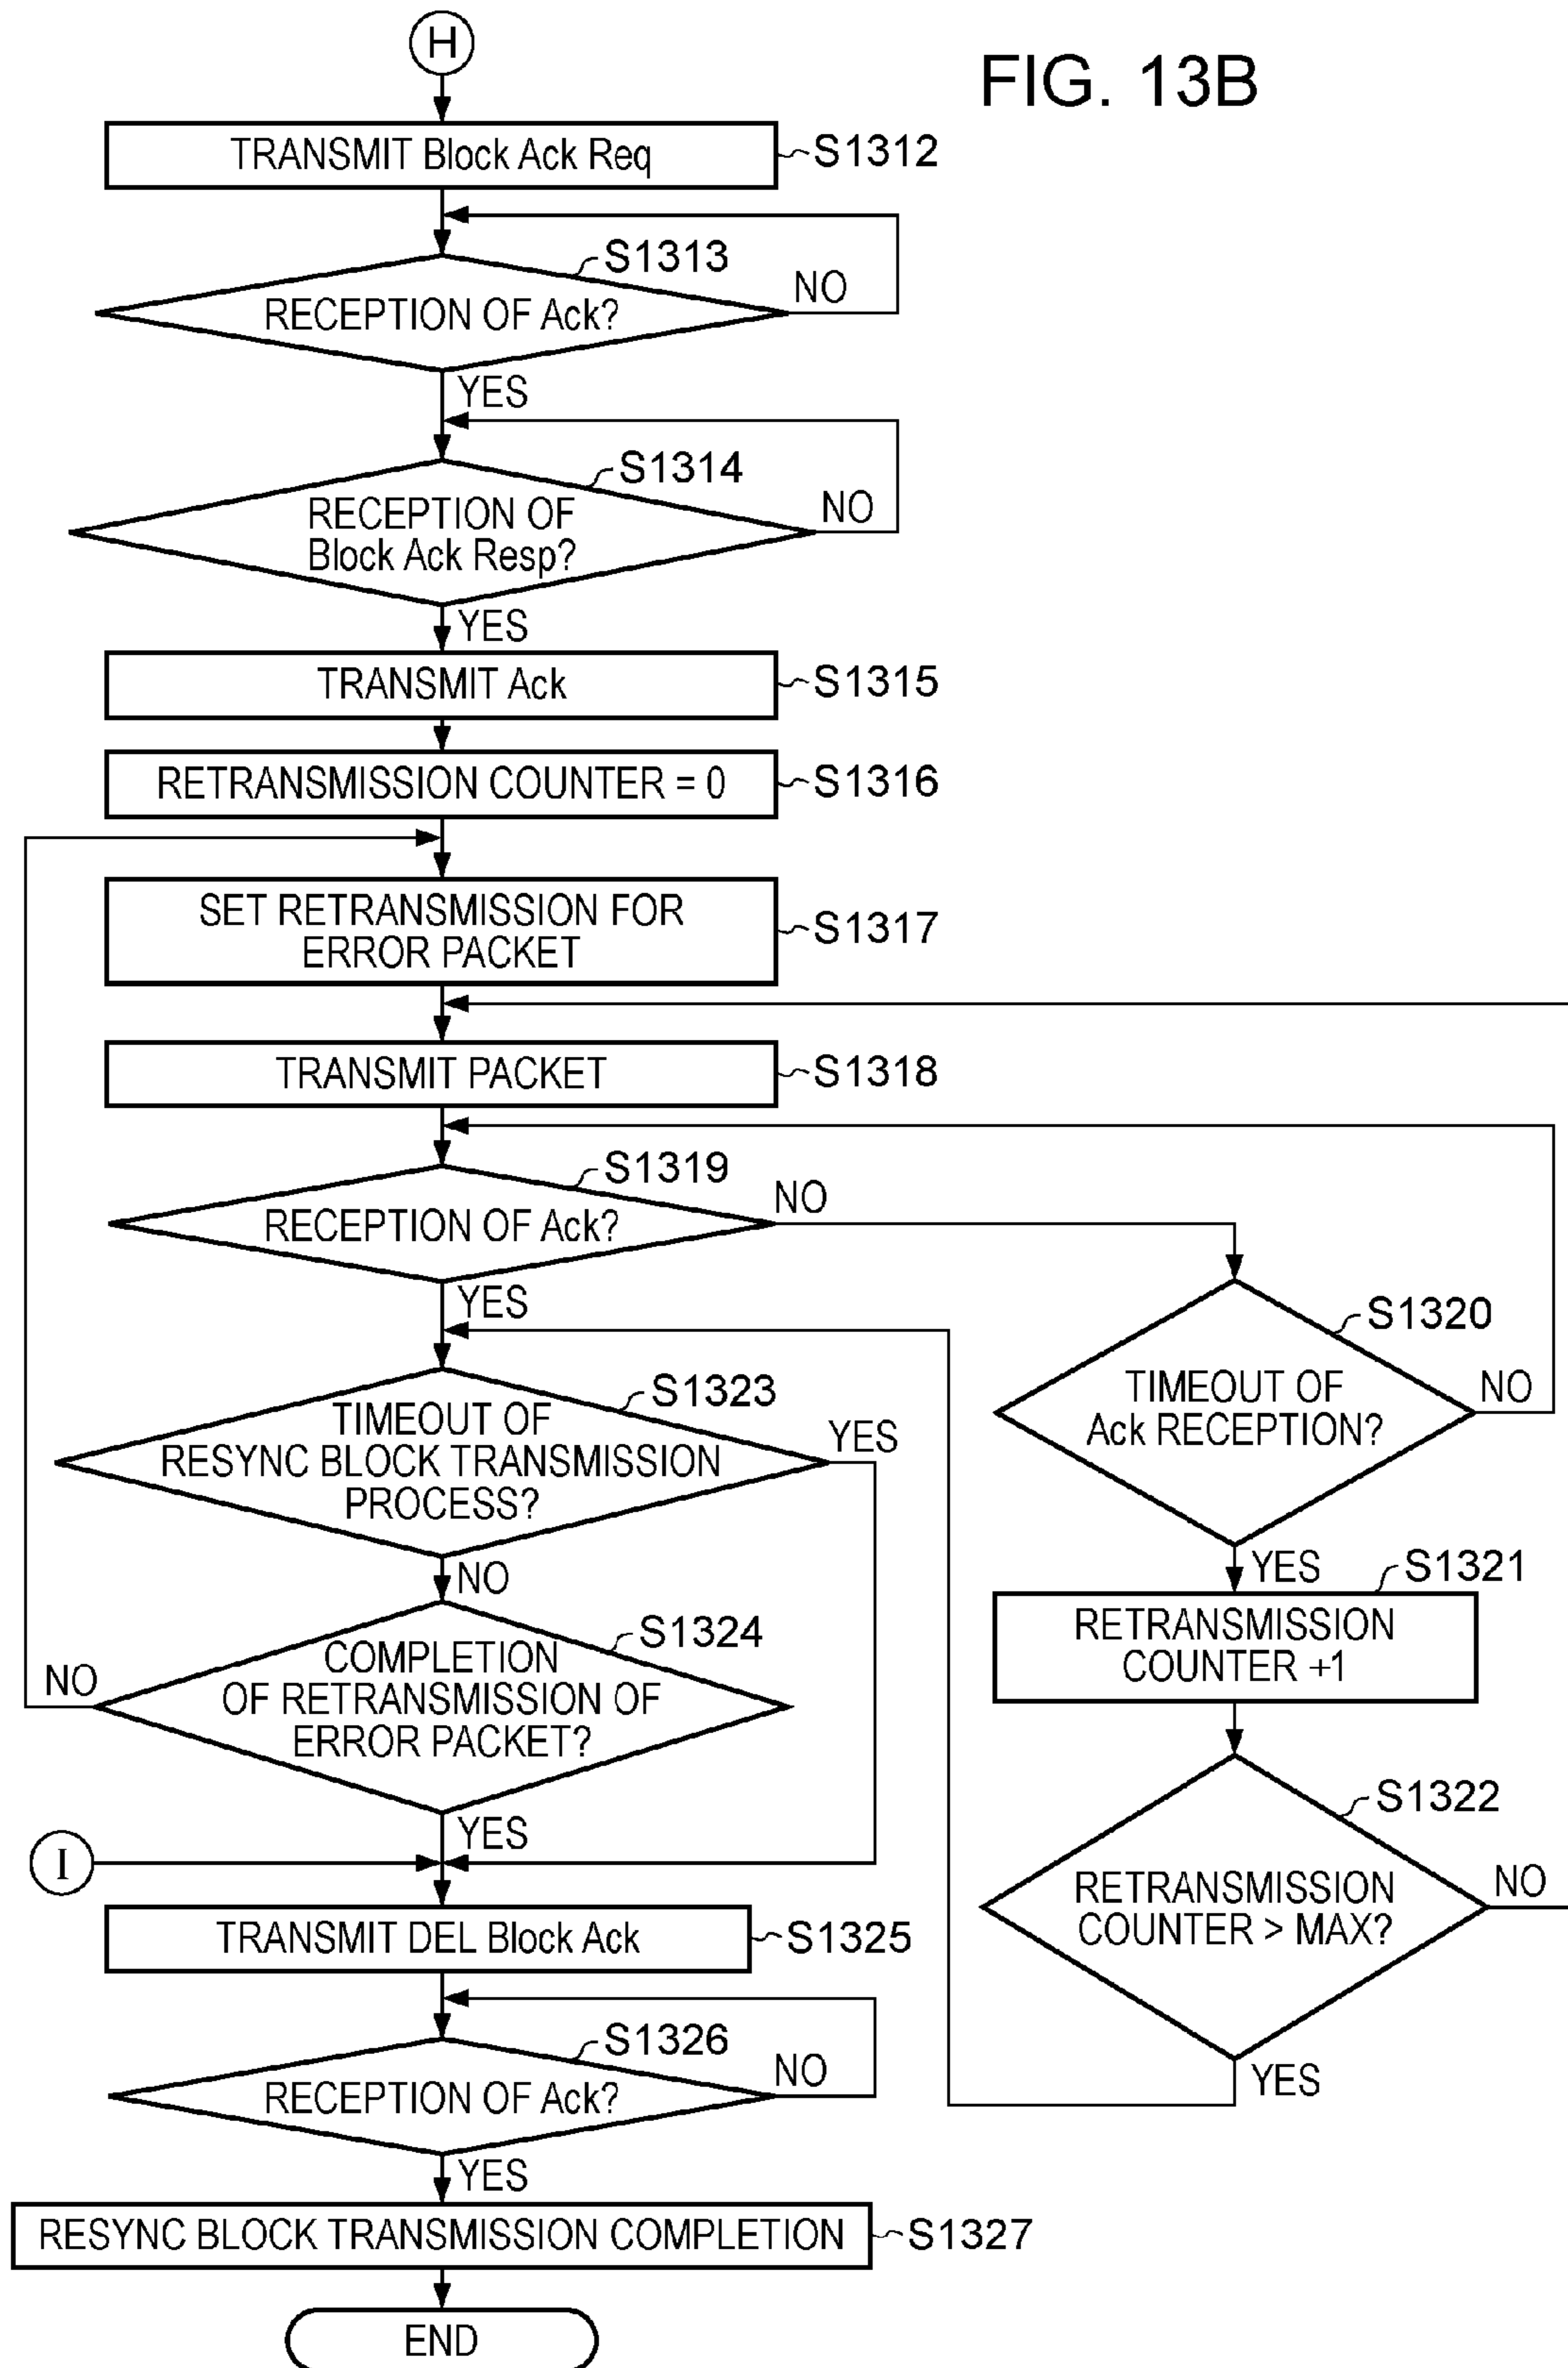 H
FIG. 13B
TRANSMIT Block Ack Req
S1312
S1313
RECEPTION OF Ack?
NO
YES
S1314
RECEPTION OF
Block Ack Resp?
NO
YES
TRANSMIT Ack
S1315
RETRANSMISSION COUNTER = 0
S1316
SET RETRANSMISSION FOR
ERROR PACKET
S1317
TRANSMIT PACKET
S1318
S1319
RECEPTION OF Ack?
NO
YES
S1320
TIMEOUT OF
Ack RECEPTION?
NO
YES
S1321
RETRANSMISSION
COUNTER +1
S1322
RETRANSMISSION
COUNTER > MAX?
NO
YES
S1323
TIMEOUT OF
RESYNC BLOCK TRANSMISSION
PROCESS?
YES
NO
S1324
COMPLETION
OF RETRANSMISSION OF
ERROR PACKET?
NO
YES
I
TRANSMIT DEL Block Ack
S1325
S1326
RECEPTION OF Ack?
NO
YES
RESYNC BLOCK TRANSMISSION COMPLETION
S1327
END